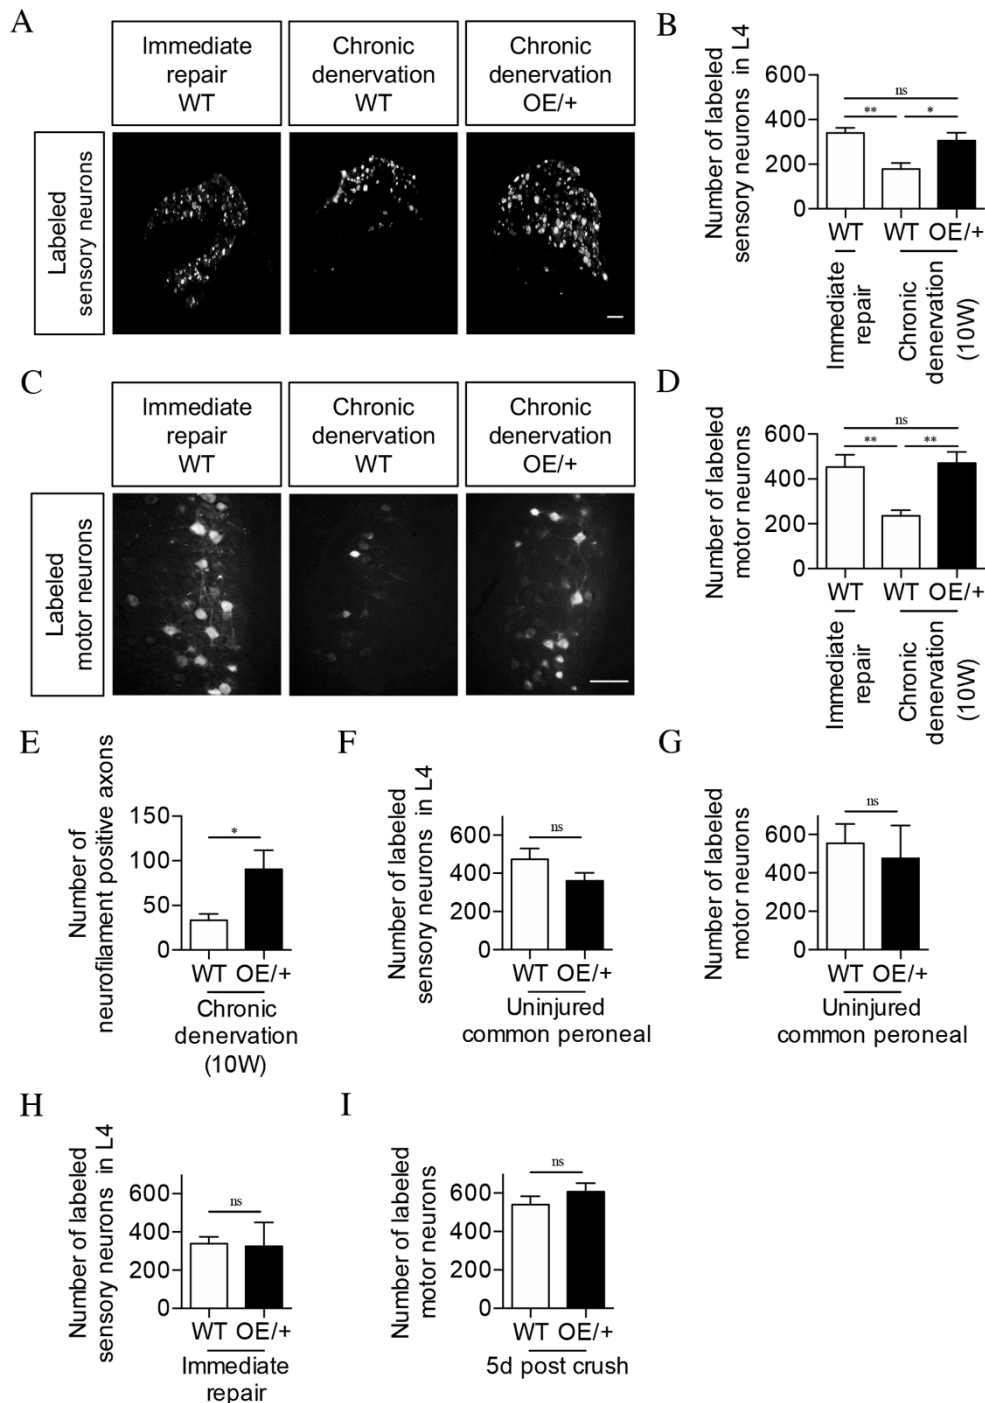 A
Immediate
repair
WT
Chronic
denervation
WT
Chronic
denervation
OE/+
Labeled
sensory neurons
B
Number of labeled
sensory neurons in L4
600
400
200
0
ns
**
*
WT
WT
OE/+
Immediate
repair
Chronic
denervation
(10W)
C
Immediate
repair
WT
Chronic
denervation
WT
Chronic
denervation
OE/+
Labeled
motor neurons
D
Number of labeled
motor neurons
600
400
200
0
ns
**
**
WT
WT
OE/+
Immediate
repair
Chronic
denervation
(10W)
E
Number of
neurofilament positive axons
150
100
50
0
*
WT OE/+
Chronic
denervation
(10W)
F
Number of labeled
sensory neurons in L4
600
400
200
0
ns
WT OE/+
Uninjured
common peroneal
G
Number of labeled
motor neurons
600
400
200
0
ns
WT OE/+
Uninjured
common peroneal
H
Number of labeled
sensory neurons in L4
600
400
200
0
ns
WT OE/+
Immediate
repair
I
Number of labeled
motor neurons
600
400
200
0
ns
WT OE/+
5d post crush